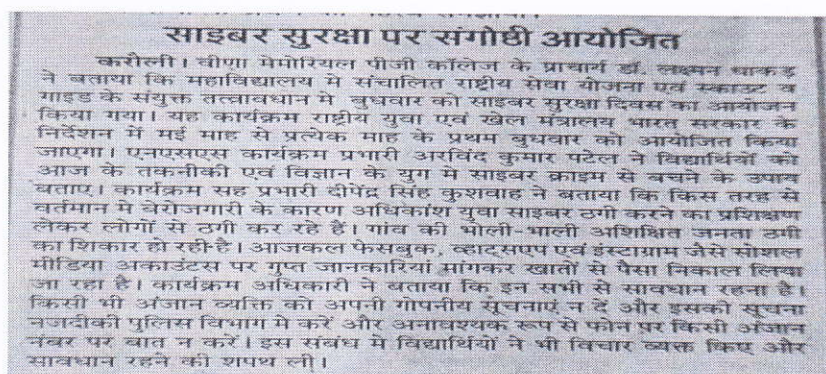 साइबर सुरक्षा पर संगोष्ठी आयोजित
करौली। वीणा मेमोरियल पीजी कॉलेज के प्राचार्य डॉ. लक्ष्मन धाकड़
ने बताया कि महाविद्यालय मे संचालित राष्ट्रीय सेवा योजना एवं स्काउट व
गाइड के संयुक्त तत्वावधान मे बुधवार को साइबर सुरक्षा दिवस का आयोजन
किया गया। यह कार्यक्रम राष्ट्रीय युवा एवं खेल मंत्रालय भारत सरकार के
निर्देशन में मई माह से प्रत्येक माह के प्रथम बुधवार को आयोजित किया
जाएगा। एनएसएस कार्यक्रम प्रभारी अरविंद कुमार पटेल ने विद्यार्थियों को
आज के तकनीकी एवं विज्ञान के युग मे साइबर क्राइम से बचने के उपाय
बताए। कार्यक्रम सह प्रभारी दीपेंद्र सिंह कुशवाह ने बताया कि किस तरह से
वर्तमान मे बेरोजगारी के कारण अधिकांश युवा साइबर ठगी करने का प्रशिक्षण
लेकर लोगों से ठगी कर रहे हैं। गांव की भोली-भाली अशिक्षित जनता ठगी
का शिकार हो रही है। आजकल फेसबुक, व्हाट्सएप एवं इंस्टाग्राम जैसे सोशल
मीडिया अकाउंटस पर गुप्त जानकारियां मांगकर खातों से पैसा निकाल लिया
जा रहा है। कार्यक्रम अधिकारी ने बताया कि इन सभी से सावधान रहना है।
किसी भी अंजान व्यक्ति को अपनी गोपनीय सूचनाएं न दें और इसकी सूचना
नजदीकी पुलिस विभाग मे करें और अनावश्यक रूप से फोन पर किसी अंजान
नंबर पर बात न करें। इस संबंध मे विद्यार्थियों ने भी विचार व्यक्त किए और
सावधान रहने की शपथ ली।